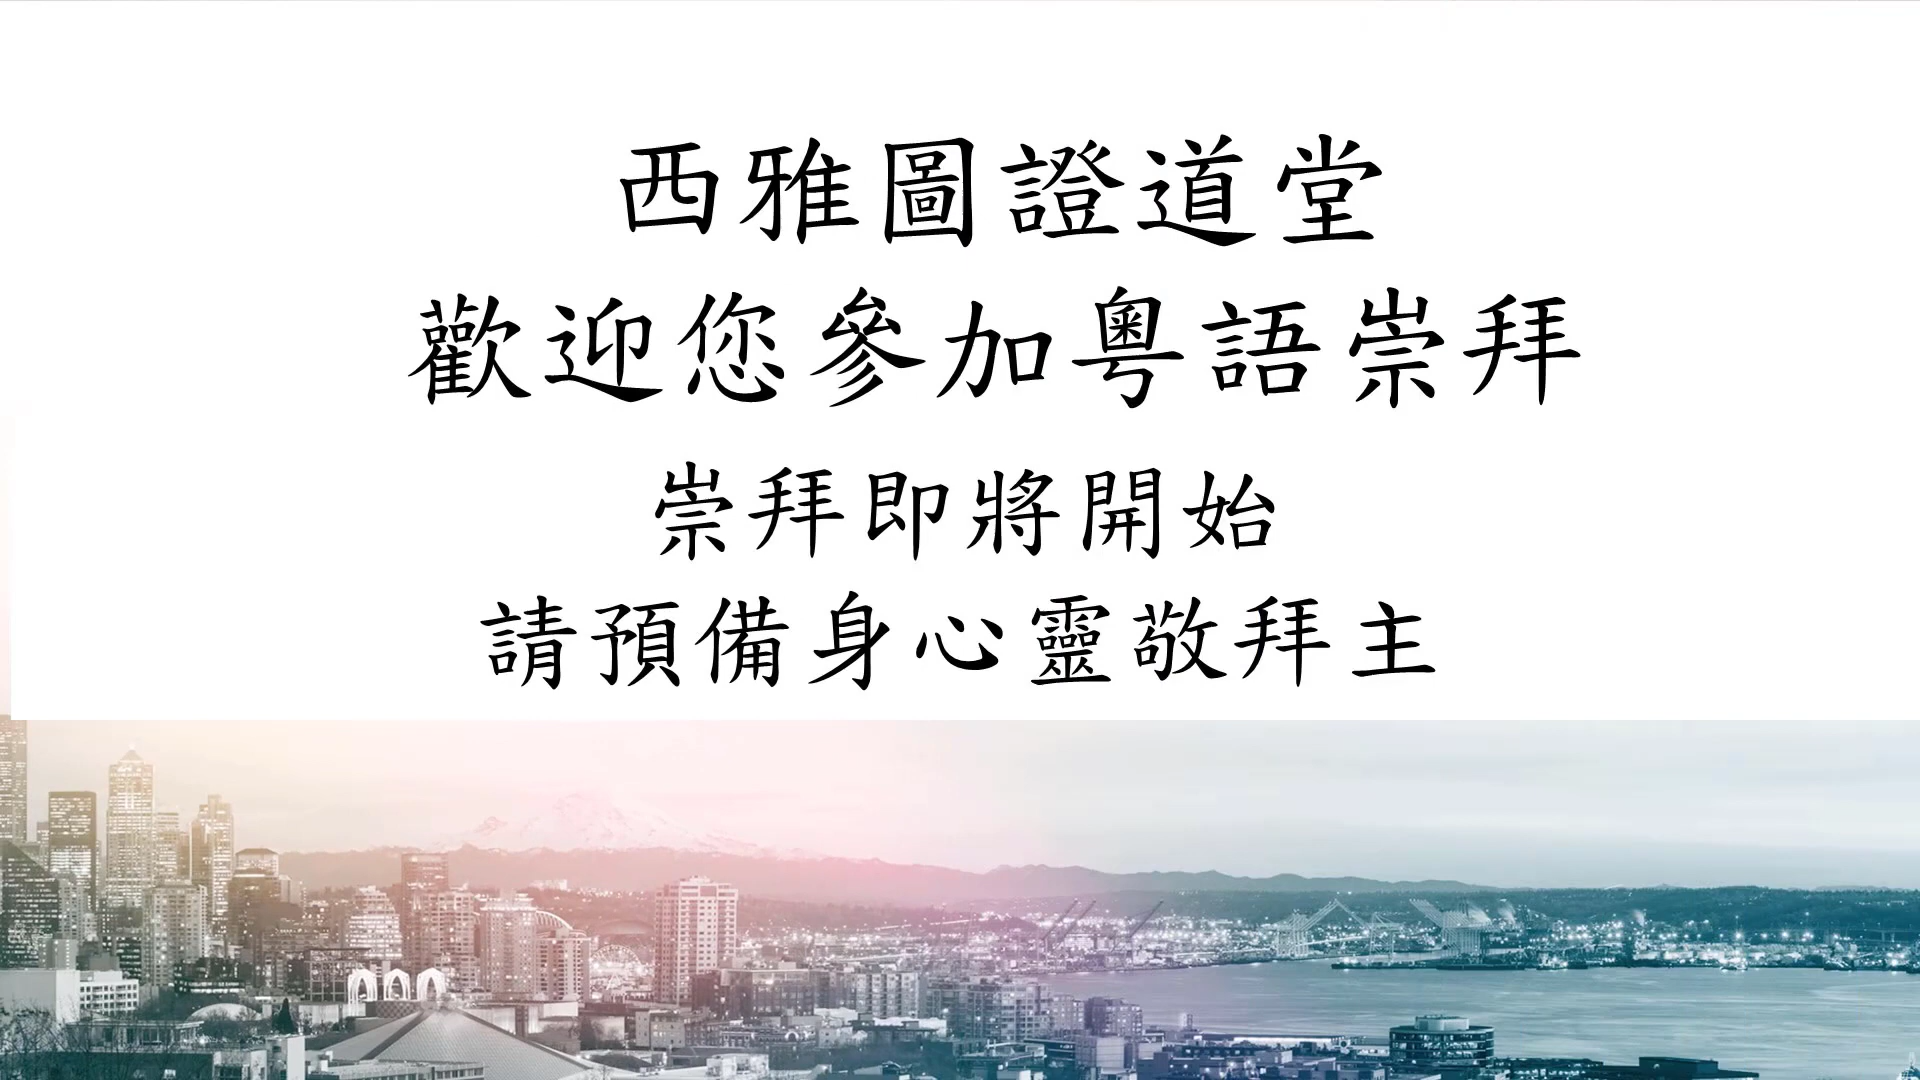 西雅圖證道堂
歡迎您參加粵語崇拜
崇拜即將開始
請預備身心靈敬拜主